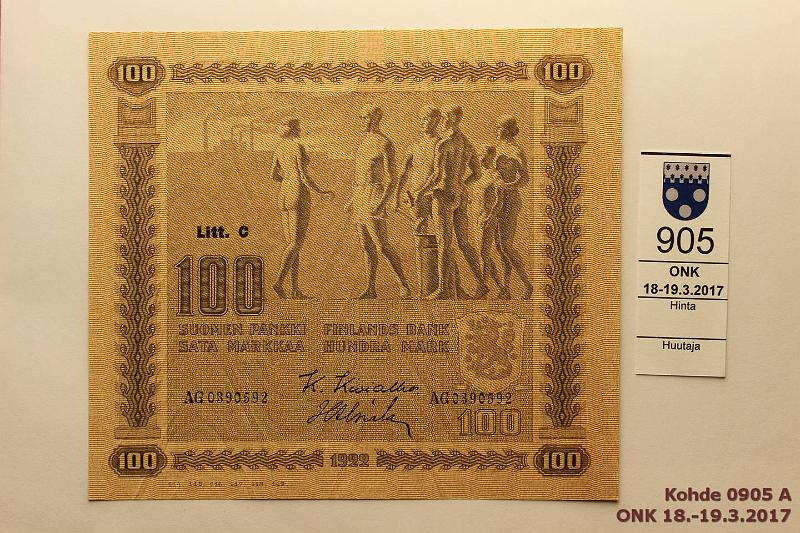 100 100
Litt. C
100
SUOMEN PANKKI FINLANDS BANK
SATA MARKKAA HUNDRA MARK
AG0390592 AG0390592
100
100 1922 100
905
ONK
18-19.3.2017
Hinta
Huutaja
Kohde 0905 A
ONK 18.-19.3.2017